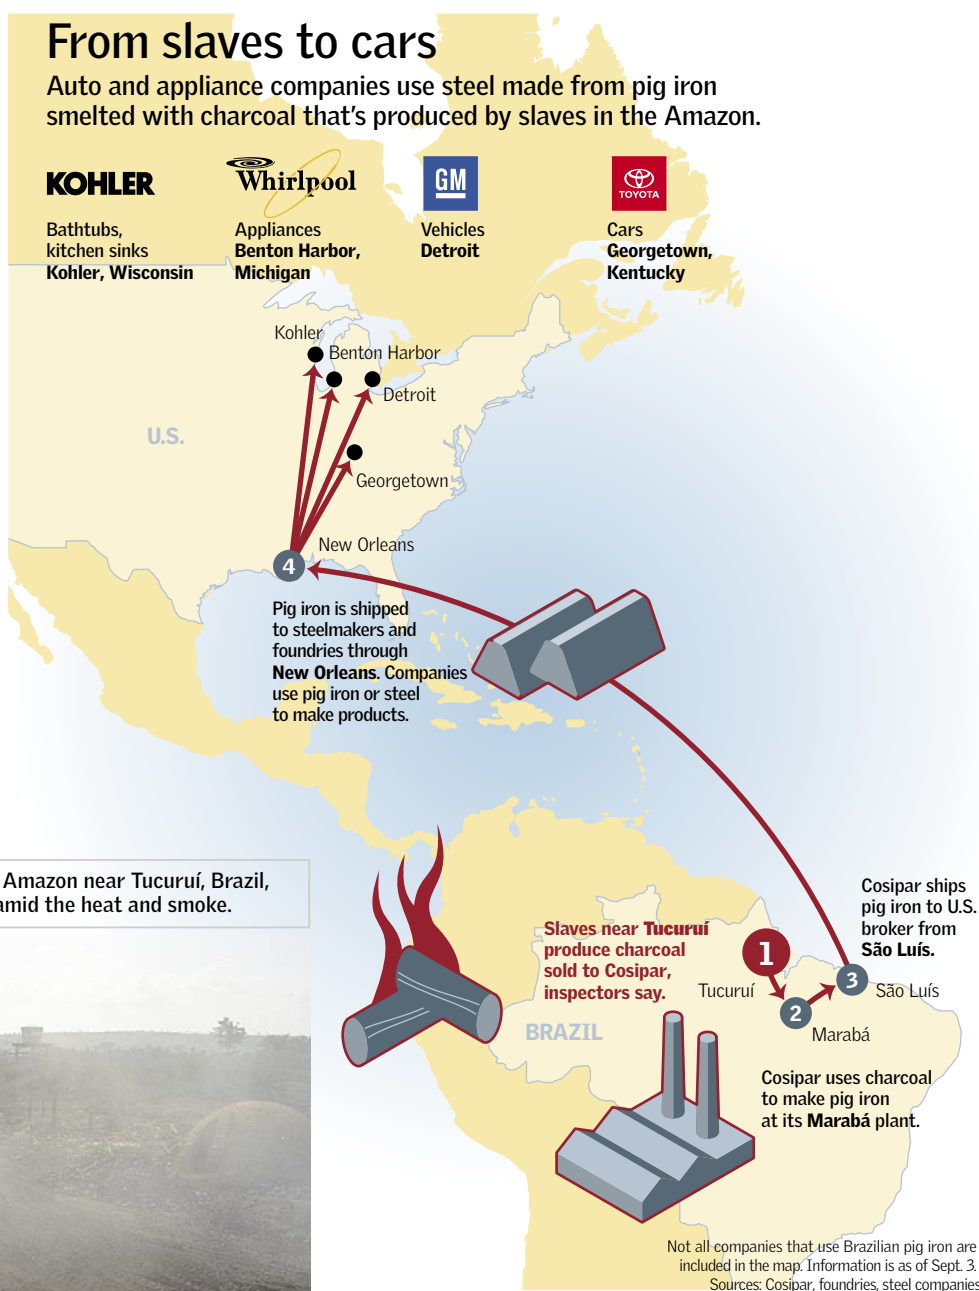 From slaves to cars
Auto and appliance companies use steel made from pig iron
smelted with charcoal that's produced by slaves in the Amazon.
KOHLER
Bathtubs,
kitchen sinks
Kohler, Wisconsin
Whirlpool
Appliances
Benton Harbor,
Michigan
GM
Vehicles
Detroit
TOYOTA
Cars
Georgetown,
Kentucky
Kohler
Benton Harbor
Detroit
U.S.
Georgetown
New Orleans
4
Pig iron is shipped
to steelmakers and
foundries through
New Orleans. Companies
use pig iron or steel
to make products.
Amazon near Tucuruí, Brazil,
amid the heat and smoke.
Cosipar ships
pig iron to U.S.
broker from
São Luís.
Slaves near Tucuruí
produce charcoal
sold to Cosipar,
inspectors say.
1
Tucuruí
3
São Luís
2
Marabá
BRAZIL
Cosipar uses charcoal
to make pig iron
at its Marabá plant.
Not all companies that use Brazilian pig iron are
included in the map. Information is as of Sept. 3.
Sources: Cosipar, foundries, steel companies